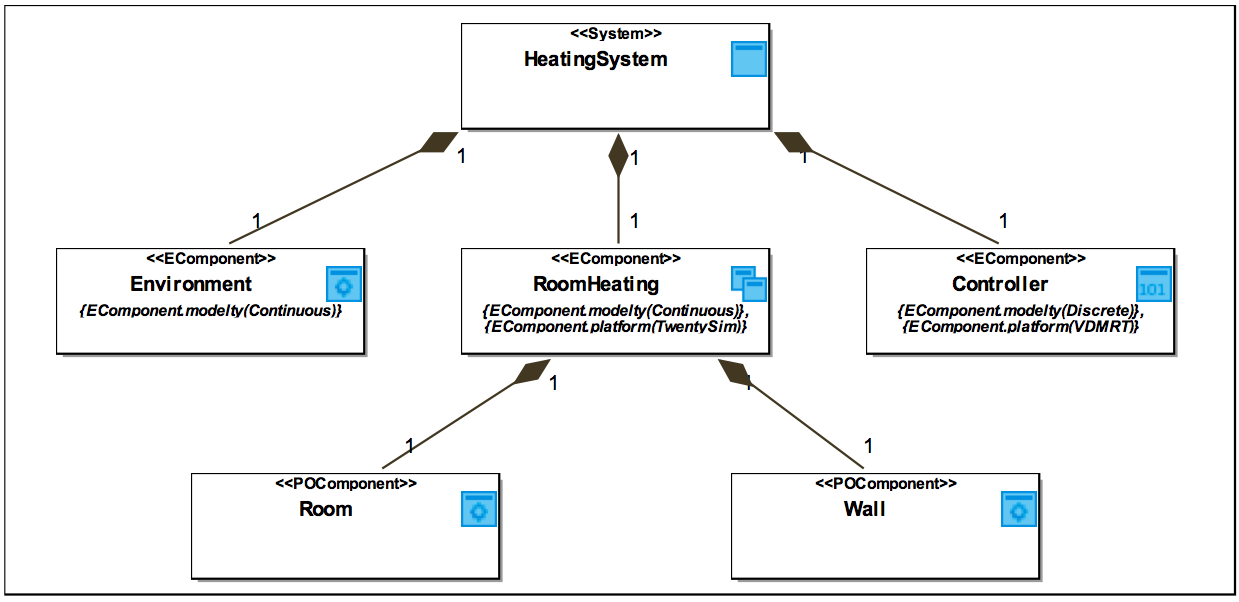 <<System>>
HeatingSystem
1
1
1
1
1
1
<<EComponent>>
Environment
{EComponent.modelty(Continuous)}
<<EComponent>>
RoomHeating
{EComponent.modelty(Continuous)},
{EComponent.platform(TwentySim)}
<<EComponent>>
Controller
101
{EComponent.modelty(Discrete)},
{EComponent.platform(VDMRT)}
1
1
1
1
<<POComponent>>
Room
<<POComponent>>
Wall